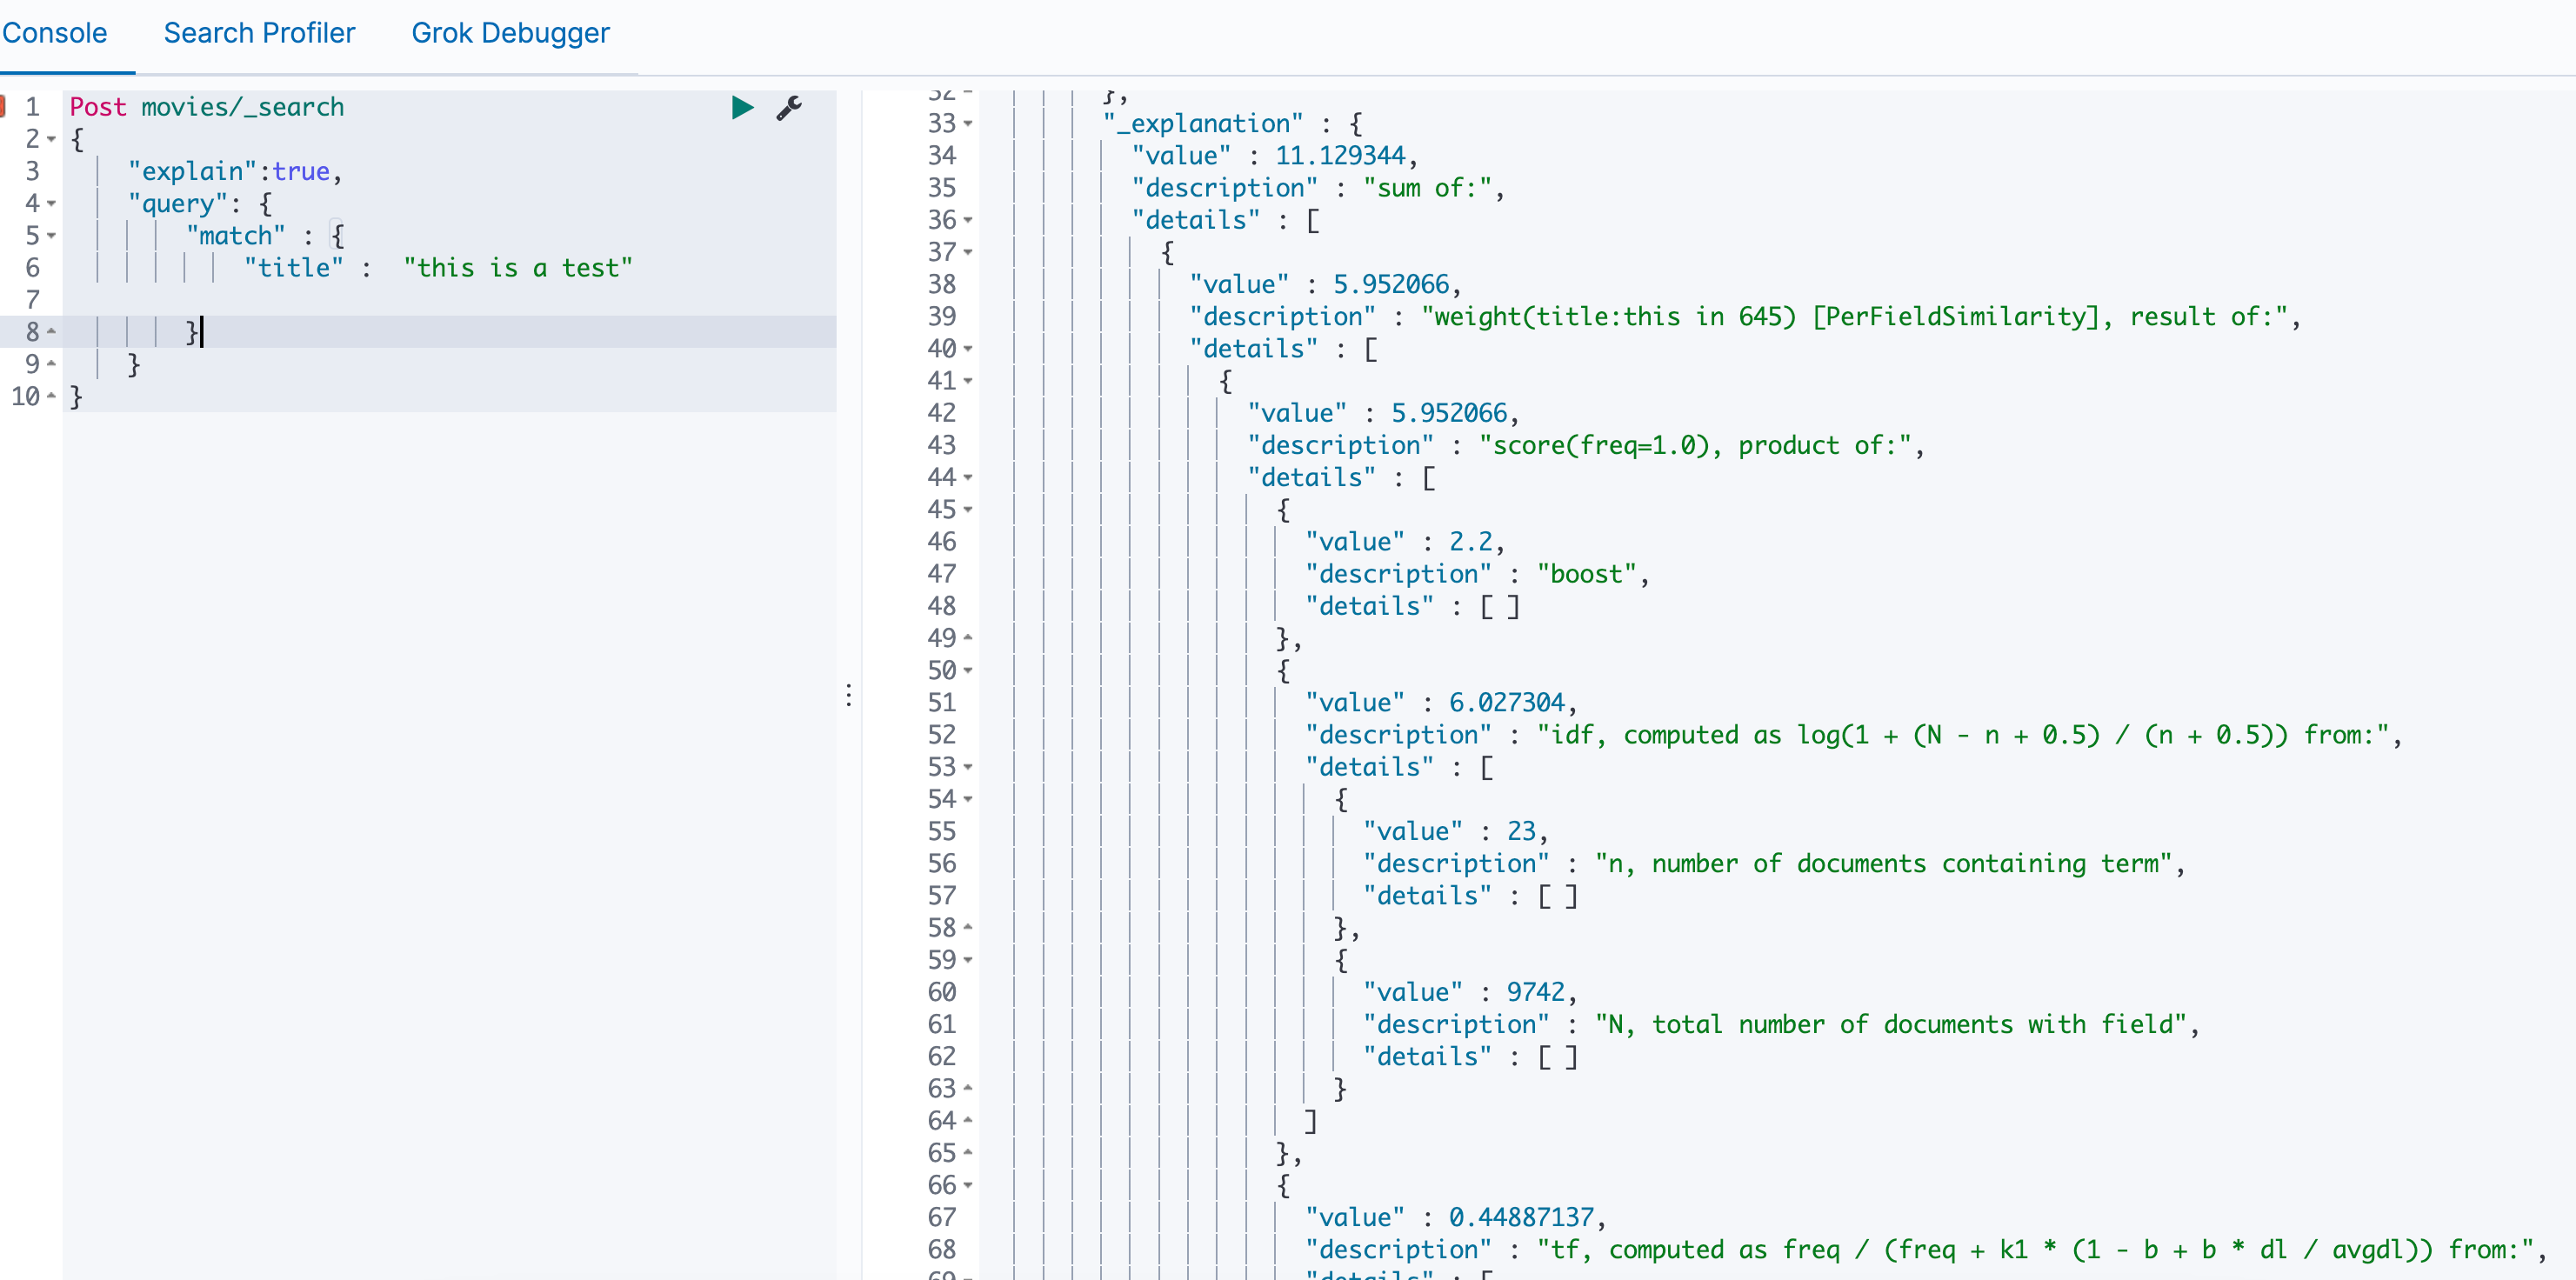 Console Search Profiler Grok Debugger
1 Post movies/_search
2 {
3 "explain":true,
4 "query": {
5 "match" : {
6 "title" : "this is a test"
7
8 }
9 }
10 }
32 },
33 "_explanation" : {
34 "value" : 11.129344,
35 "description" : "sum of:",
36 "details" : [
37 {
38 "value" : 5.952066,
39 "description" : "weight(title:this in 645) [PerFieldSimilarity], result of:",
40 "details" : [
41 {
42 "value" : 5.952066,
43 "description" : "score(freq=1.0), product of:",
44 "details" : [
45 {
46 "value" : 2.2,
47 "description" : "boost",
48 "details" : [ ]
49 },
50 {
51 "value" : 6.027304,
52 "description" : "idf, computed as log(1 + (N - n + 0.5) / (n + 0.5)) from:",
53 "details" : [
54 {
55 "value" : 23,
56 "description" : "n, number of documents containing term",
57 "details" : [ ]
58 },
59 {
60 "value" : 9742,
61 "description" : "N, total number of documents with field",
62 "details" : [ ]
63 }
64 ]
65 },
66 {
67 "value" : 0.44887137,
68 "description" : "tf, computed as freq / (freq + k1 * (1 - b + b * dl / avgdl)) from:",
69 "details" : [